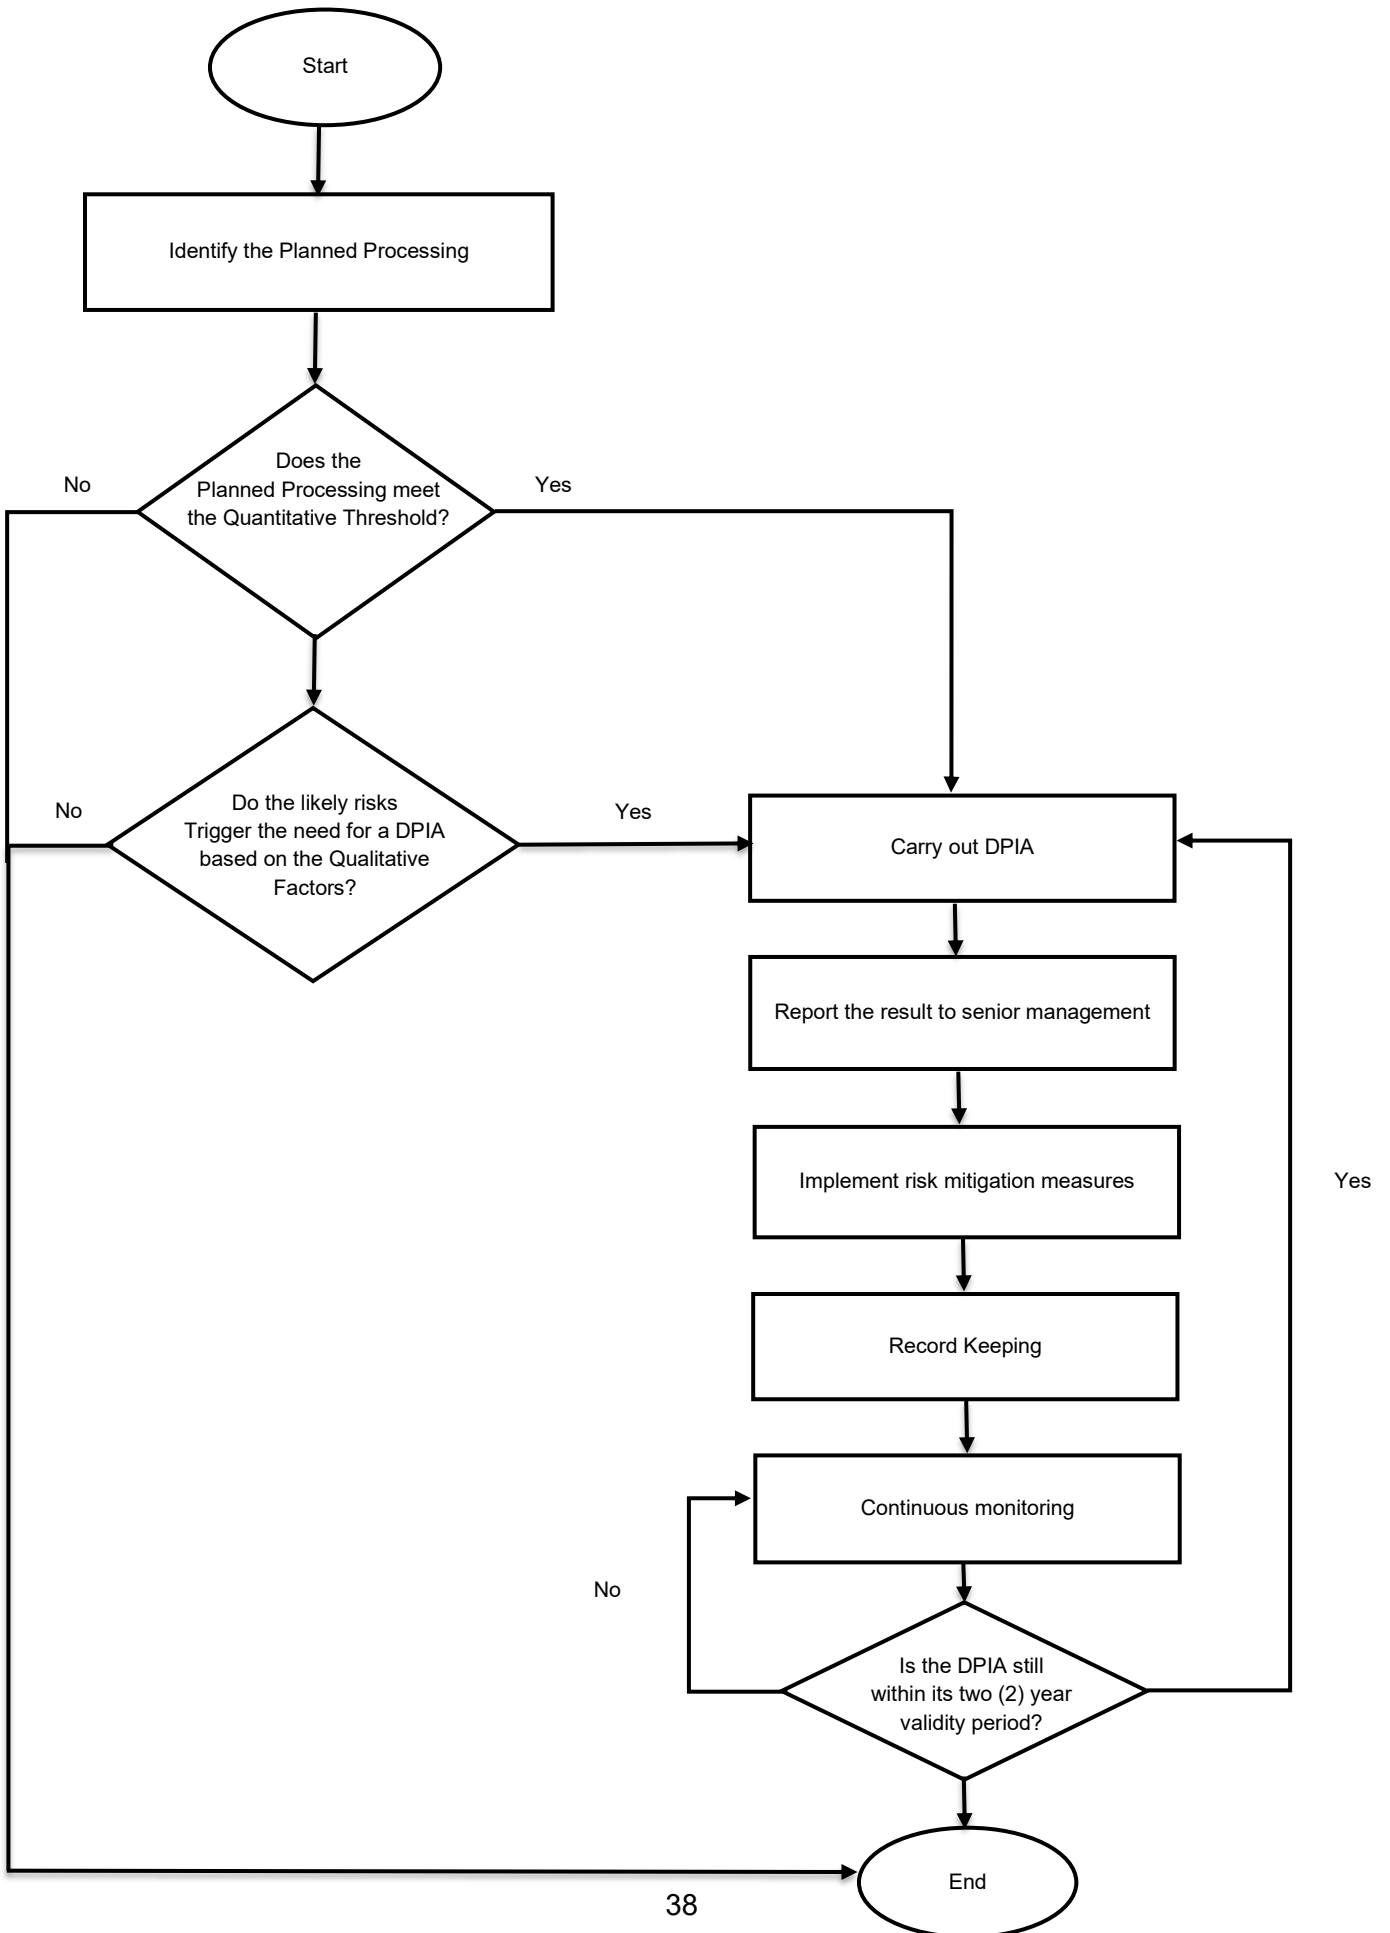 Start
Identify the Planned Processing
Does the
Planned Processing meet
the Quantitative Threshold?
No
Yes
Do the likely risks
Trigger the need for a DPIA
based on the Qualitative
Factors?
No
Yes
Carry out DPIA
Report the result to senior management
Implement risk mitigation measures
Yes
Record Keeping
Continuous monitoring
No
Is the DPIA still
within its two (2) year
validity period?
End
38